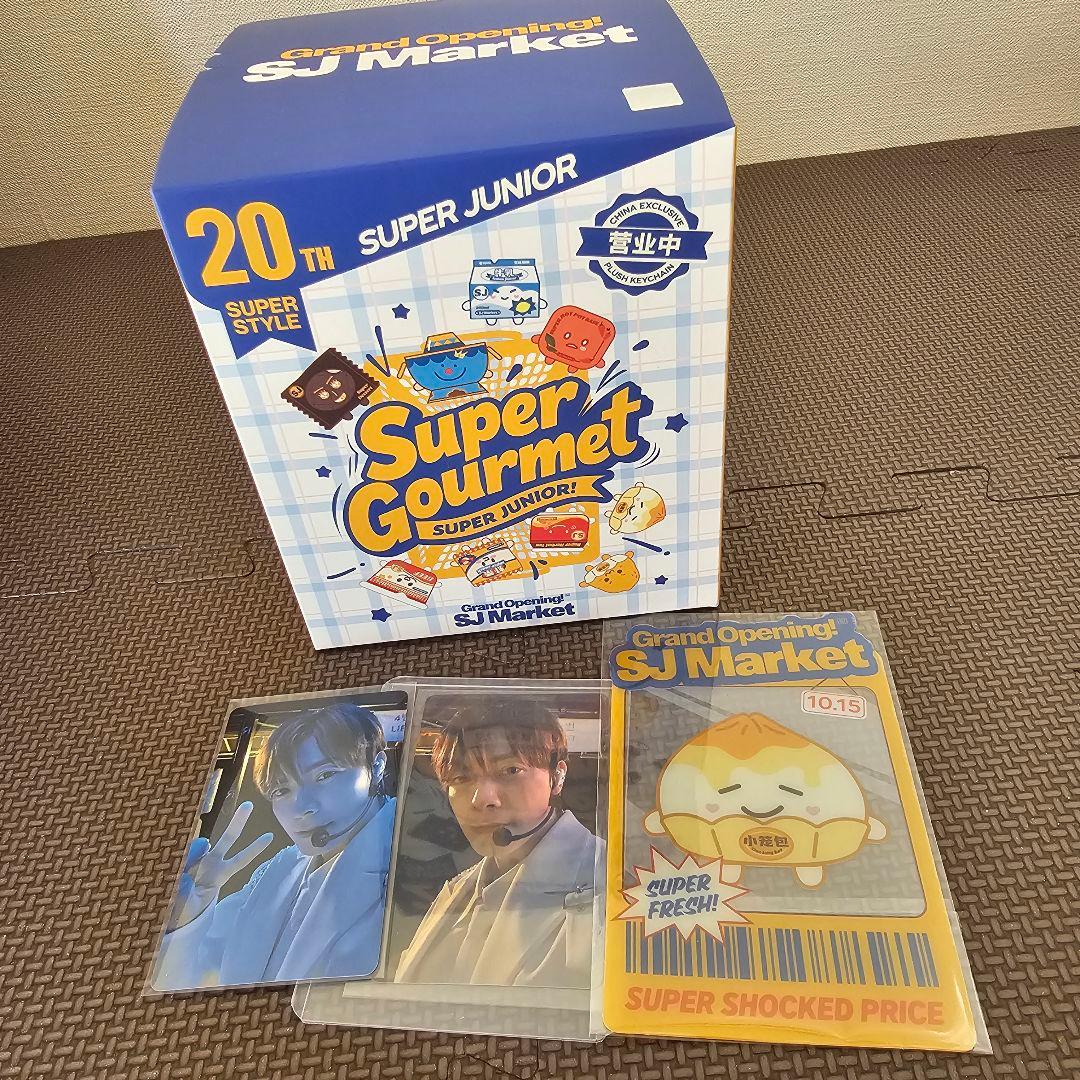 Grand Opening!
SJ Market
20TH
SUPER STYLE
SUPER JUNIOR
CHINA EXCLUSIVE
营业中
PLUSH KEYCHAIN
SJ
Super
Gourmet
SUPER JUNIOR!
Grand Opening!
SJ Market
Grand Opening!
SJ Market
10.15
小笼包
SUPER
FRESH!
SUPER SHOCKED PRICE